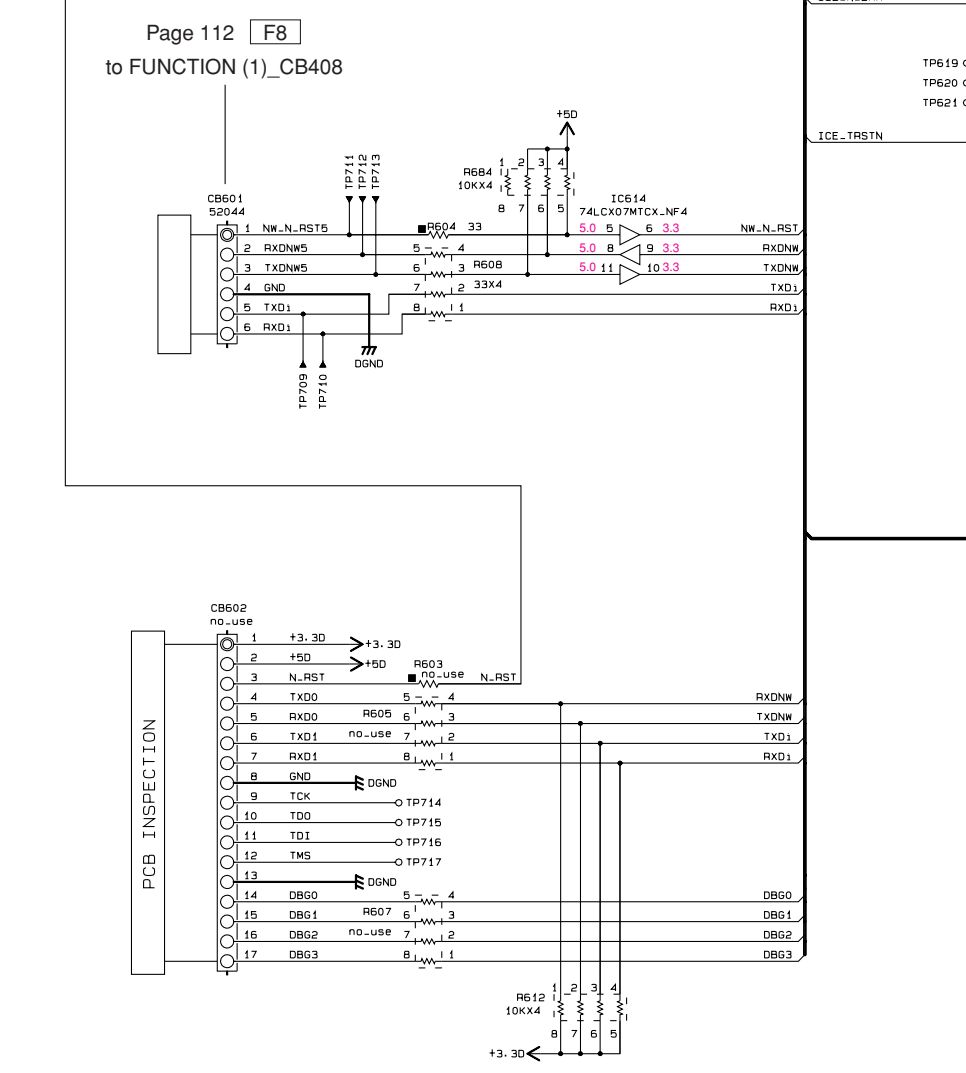 Page 112 F8
to FUNCTION (1)_CB408
TP619
TP620
TP621
ICE_TRSTN
+5D
TP711
TP712
TP713
R684
10KX4
1 2 3 4
8 7 6 5
IC614
74LCX07MTCX_NF4
CB601
52044
1 NW_N_RST5
R604 33
5.0 5 6 3.3
NW_N_RST
2 RXDNW5
5 4
5.0 8 9 3.3
RXDNW
3 TXDNW5
6 3 R608
5.0 11 10 3.3
TXDNW
4 GND
7 2 33X4
TXDi
5 TXDi
8 1
RXDi
6 RXDi
DGND
TP709
TP710
CB602
no_use
1 +3.3D
+3.3D
2 +5D
+5D
R603
no_use
3 N_RST
N_RST
4 TXD0
5 4
RXDNW
5 RXD0
R605 6 3
TXDNW
6 TXD1
no_use 7 2
TXDi
7 RXD1
8 1
RXDi
8 GND
DGND
9 TCK
TP714
10 TDO
TP715
11 TDI
TP716
12 TMS
TP717
13
DGND
14 DBG0
5 4
DBG0
15 DBG1
R607 6 3
DBG1
16 DBG2
no_use 7 2
DBG2
17 DBG3
8 1
DBG3
PCB INSPECTION
R612
10KX4
1 2 3 4
8 7 6 5
+3.3D